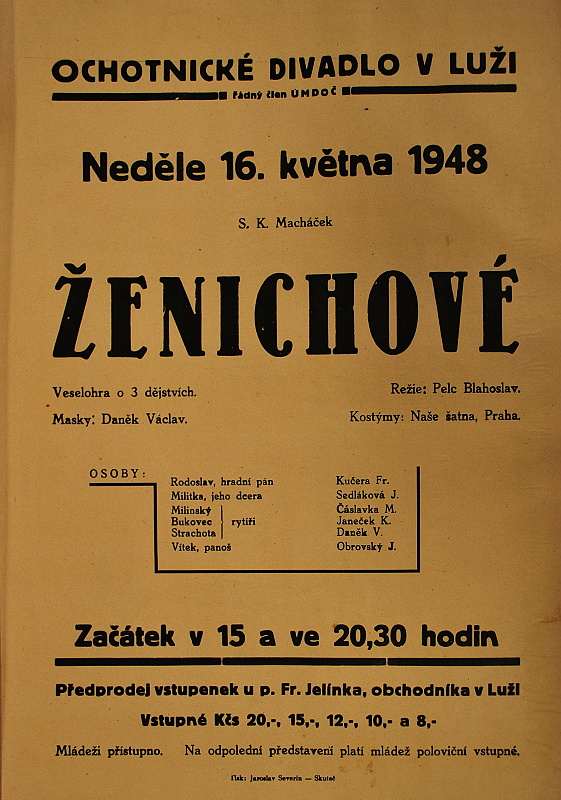 OCHOTNICKÉ DIVADLO V LUŽI
řádný člen ÚMDOČ
Neděle 16. května 1948
S. K. Macháček
ŽENICHOVÉ
Veselohra o 3 dějstvích. Režie: Pelc Blahoslav.
Masky: Daněk Václav. Kostýmy: Naše šatna, Praha.
OSOBY:
Rodoslav, hradní pán Kučera Fr.
Militka, jeho dcera Sedláková J.
Milinský Čáslavka M.
Bukovec rytíři Janeček K.
Strachota Daněk V.
Vítek, panoš Obrovský J.
Začátek v 15 a ve 20,30 hodin
Předprodej vstupenek u p. Fr. Jelínka, obchodníka v Luži
Vstupné Kčs 20,-, 15,-, 12,-, 10,- a 8,-
Mládeži přístupno. Na odpolední představení platí mládež poloviční vstupné.
Tisk: Jaroslav Severin — Skuteč